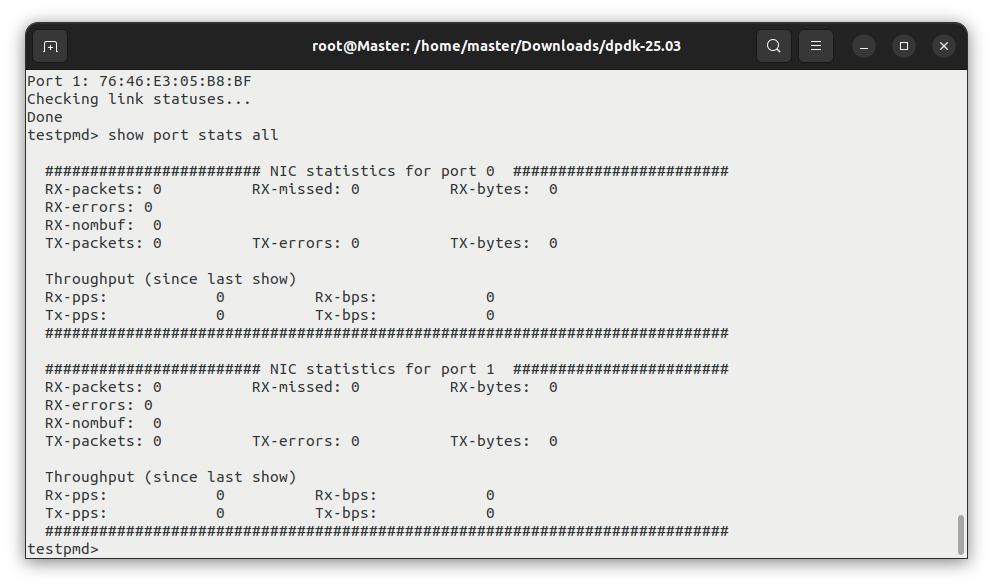 root@Master: /home/master/Downloads/dpdk-25.03
Port 1: 76:46:E3:05:B8:BF
Checking link statuses...
Done
testpmd> show port stats all

  ######################## NIC statistics for port 0  ########################
  RX-packets: 0          RX-missed: 0          RX-bytes:  0
  RX-errors: 0
  RX-nombuf:  0
  TX-packets: 0          TX-errors: 0          TX-bytes:  0

  Throughput (since last show)
  Rx-pps:            0          Rx-bps:            0
  Tx-pps:            0          Tx-bps:            0
  ############################################################################

  ######################## NIC statistics for port 1  ########################
  RX-packets: 0          RX-missed: 0          RX-bytes:  0
  RX-errors: 0
  RX-nombuf:  0
  TX-packets: 0          TX-errors: 0          TX-bytes:  0

  Throughput (since last show)
  Rx-pps:            0          Rx-bps:            0
  Tx-pps:            0          Tx-bps:            0
  ############################################################################
testpmd>